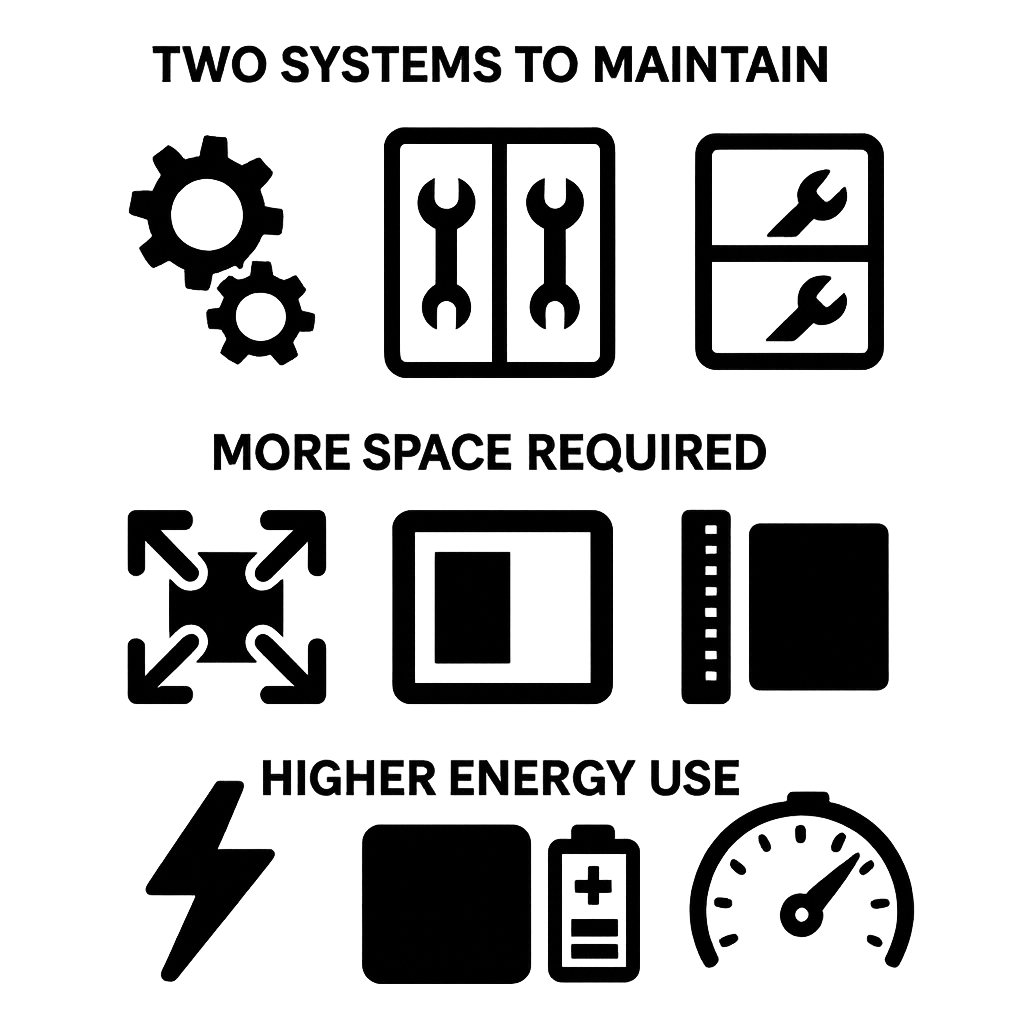 TWO SYSTEMS TO MAINTAIN
MORE SPACE REQUIRED
HIGHER ENERGY USE